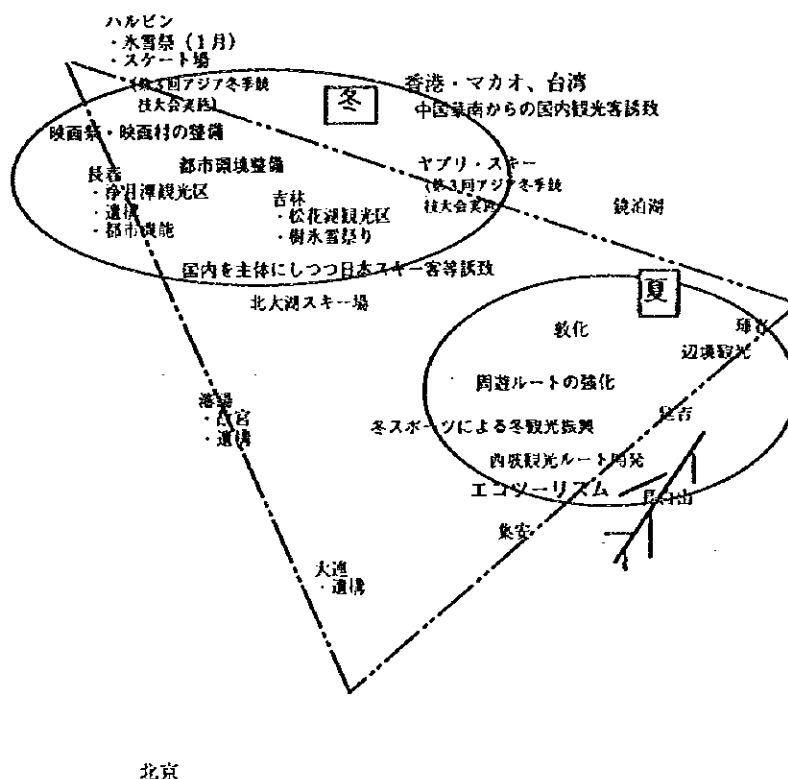 ハルビン
・氷雪祭（１月）
・スケート場
（第３回アジア冬季競
技大会実施）
冬
香港・マカオ、台湾
中国華南からの国内観光客誘致
映画祭・映画村の整備
都市環境整備
長春
・浄月潭観光区
・遺構
・都市機能
吉林
・松花湖観光区
・樹氷雪祭り
ヤブリ・スキー
（第３回アジア冬季競
技大会実施）
鏡泊湖
国内を主体にしつつ日本スキー客等誘致
北大湖スキー場
夏
敦化
琿春
辺境観光
周遊ルートの強化
瀋陽
・故宮
・遺構
延吉
冬スポーツによる冬観光振興
西坡観光ルート開発
エコツーリズム
長白山
集安
大連
・遺構
北京